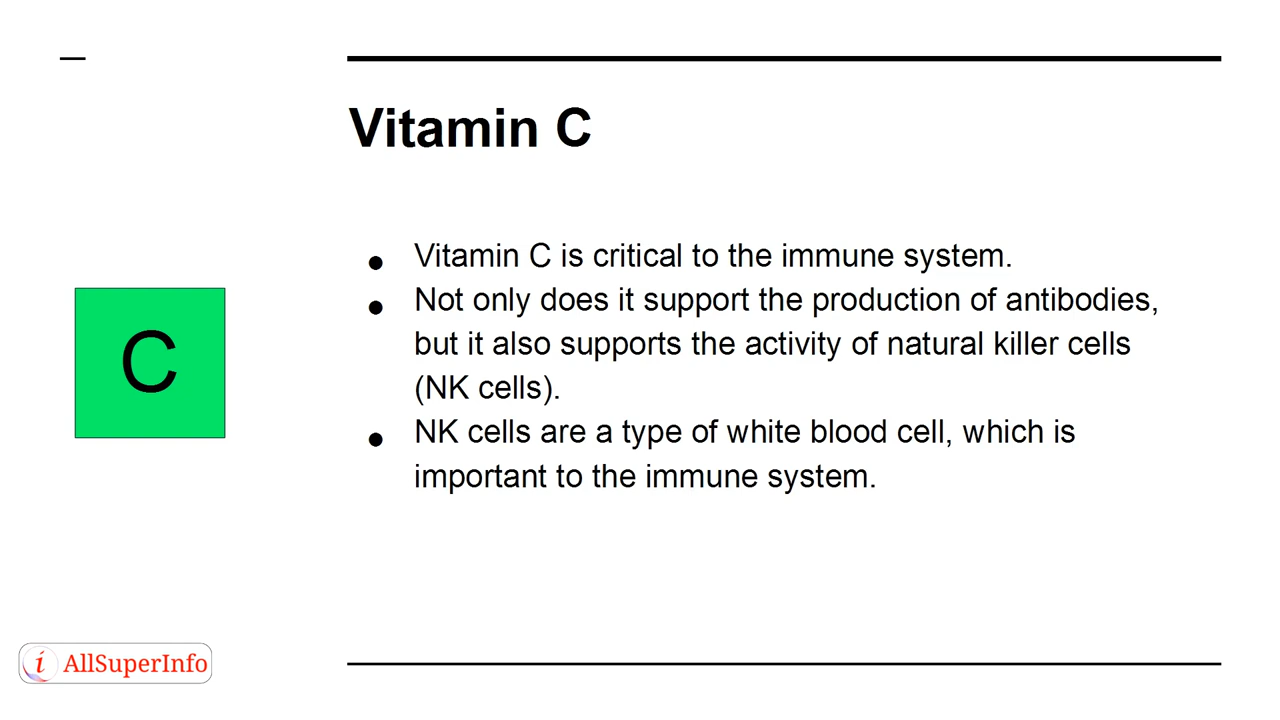 Vitamin C
C
Vitamin C is critical to the immune system.
Not only does it support the production of antibodies,
but it also supports the activity of natural killer cells
(NK cells).
NK cells are a type of white blood cell, which is
important to the immune system.
i AllSuperInfo